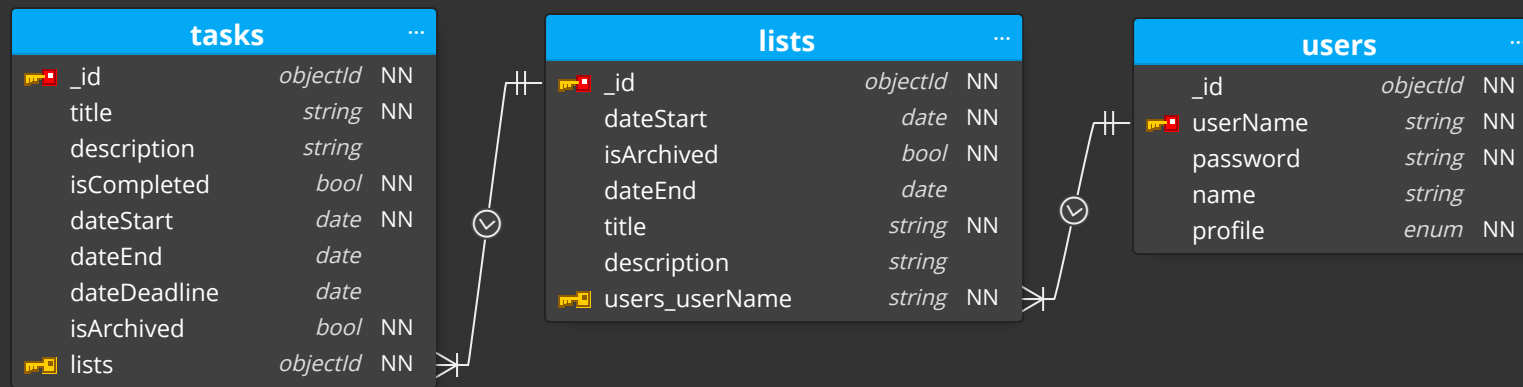 tasks ...
_id objectId NN
title string NN
description string
isCompleted bool NN
dateStart date NN
dateEnd date
dateDeadline date
isArchived bool NN
lists objectId NN
lists ...
_id objectId NN
dateStart date NN
isArchived bool NN
dateEnd date
title string NN
description string
users_userName string NN
users ...
_id objectId NN
userName string NN
password string NN
name string
profile enum NN